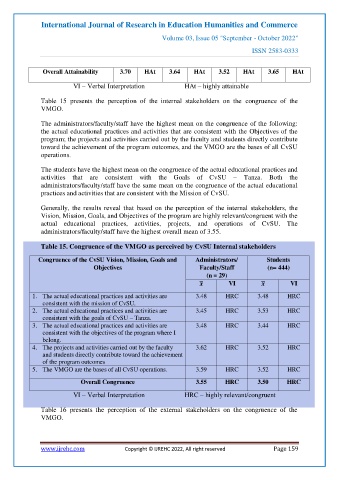 International Journal of Research in Education Humanities and Commerce
Volume 03, Issue 05 "September - October 2022"
ISSN 2583-0333
Overall Attainability 3.70 HAt 3.64 HAt 3.52 HAt 3.65 HAt
VI – Verbal Interpretation HAt – highly attainable
Table 15 presents the perception of the internal stakeholders on the congruence of the
VMGO.
The administrators/faculty/staff have the highest mean on the congruence of the following:
the actual educational practices and activities that are consistent with the Objectives of the
program; the projects and activities carried out by the faculty and students directly contribute
toward the achievement of the program outcomes, and the VMGO are the bases of all CvSU
operations.
The students have the highest mean on the congruence of the actual educational practices and
activities that are consistent with the Goals of CvSU – Tanza. Both the
administrators/faculty/staff have the same mean on the congruence of the actual educational
practices and activities that are consistent with the Mission of CvSU.
Generally, the results reveal that based on the perception of the internal stakeholders, the
Vision, Mission, Goals, and Objectives of the program are highly relevant/congruent with the
actual educational practices, activities, projects, and operations of CvSU. The
administrators/faculty/staff have the highest overall mean of 3.55.
Table 15. Congruence of the VMGO as perceived by CvSU Internal stakeholders
Congruence of the CvSU Vision, Mission, Goals and Administrators/ Students
Objectives Faculty/Staff (n= 444)
(n = 29)
x̅ VI x̅ VI
1. The actual educational practices and activities are 3.48 HRC 3.48 HRC
consistent with the mission of CvSU.
2. The actual educational practices and activities are 3.45 HRC 3.53 HRC
consistent with the goals of CvSU – Tanza.
3. The actual educational practices and activities are 3.48 HRC 3.44 HRC
consistent with the objectives of the program where I
belong.
4. The projects and activities carried out by the faculty 3.62 HRC 3.52 HRC
and students directly contribute toward the achievement
of the program outcomes
5. The VMGO are the bases of all CvSU operations. 3.59 HRC 3.52 HRC
Overall Congruence 3.55 HRC 3.50 HRC
VI – Verbal Interpretation HRC – highly relevant/congruent
Table 16 presents the perception of the external stakeholders on the congruence of the
VMGO.
www.ijrehc.com Copyright © IJREHC 2022, All right reserved Page 159